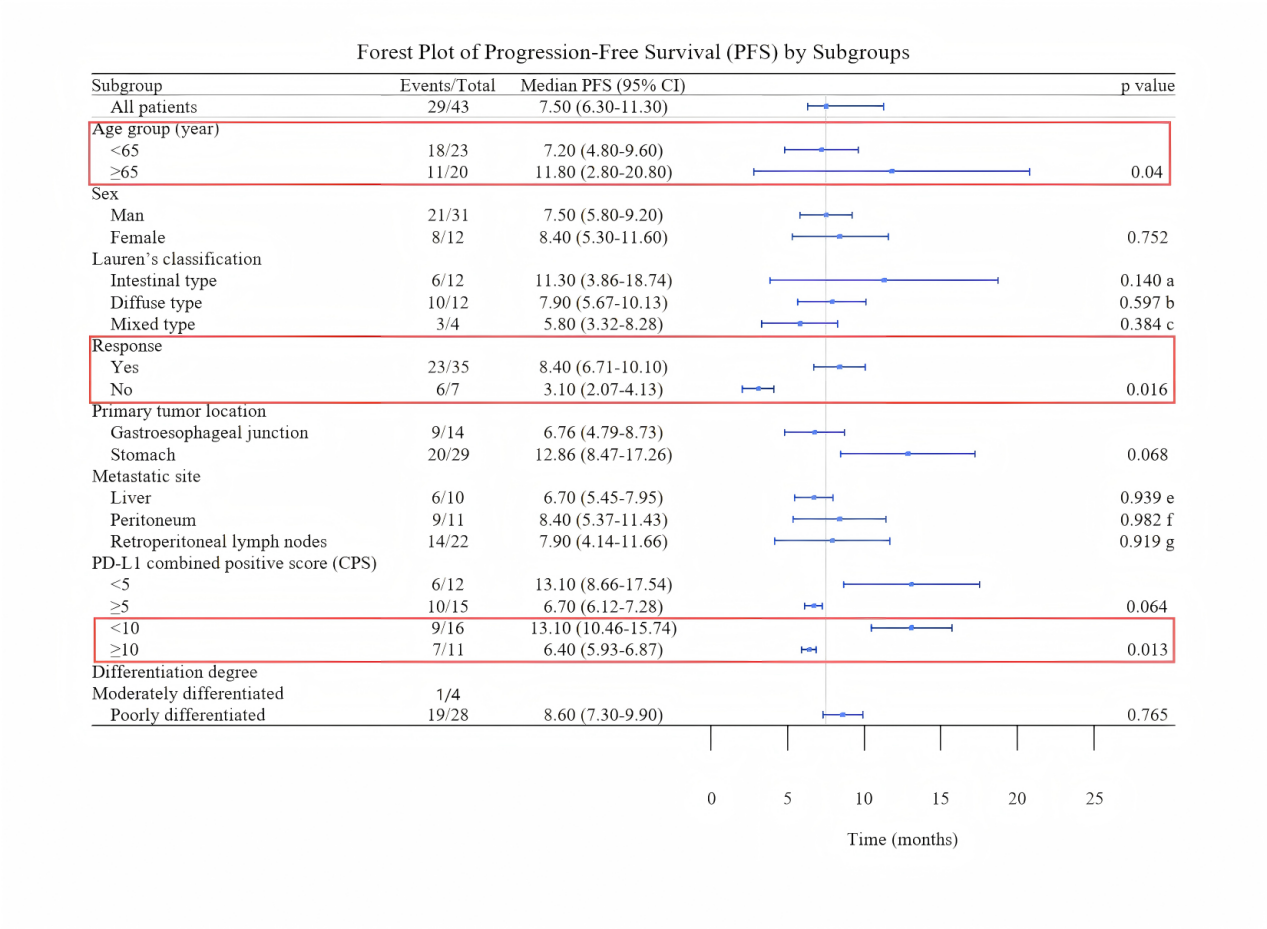 Forest Plot of Progression-Free Survival (PFS) by Subgroups
Subgroup Events/Total Median PFS (95% CI) p value
All patients 29/43 7.50 (6.30-11.30)
Age group (year)
<65 18/23 7.20 (4.80-9.60)
≥65 11/20 11.80 (2.80-20.80) 0.04
Sex
Man 21/31 7.50 (5.80-9.20)
Female 8/12 8.40 (5.30-11.60) 0.752
Lauren's classification
Intestinal type 6/12 11.30 (3.86-18.74) 0.140 a
Diffuse type 10/12 7.90 (5.67-10.13) 0.597 b
Mixed type 3/4 5.80 (3.32-8.28) 0.384 c
Response
Yes 23/35 8.40 (6.71-10.10)
No 6/7 3.10 (2.07-4.13) 0.016
Primary tumor location
Gastroesophageal junction 9/14 6.76 (4.79-8.73)
Stomach 20/29 12.86 (8.47-17.26) 0.068
Metastatic site
Liver 6/10 6.70 (5.45-7.95) 0.939 e
Peritoneum 9/11 8.40 (5.37-11.43) 0.982 f
Retroperitoneal lymph nodes 14/22 7.90 (4.14-11.66) 0.919 g
PD-L1 combined positive score (CPS)
<5 6/12 13.10 (8.66-17.54)
≥5 10/15 6.70 (6.12-7.28) 0.064
<10 9/16 13.10 (10.46-15.74)
≥10 7/11 6.40 (5.93-6.87) 0.013
Differentiation degree
Moderately differentiated 1/4
Poorly differentiated 19/28 8.60 (7.30-9.90) 0.765
0 5 10 15 20 25
Time (months)